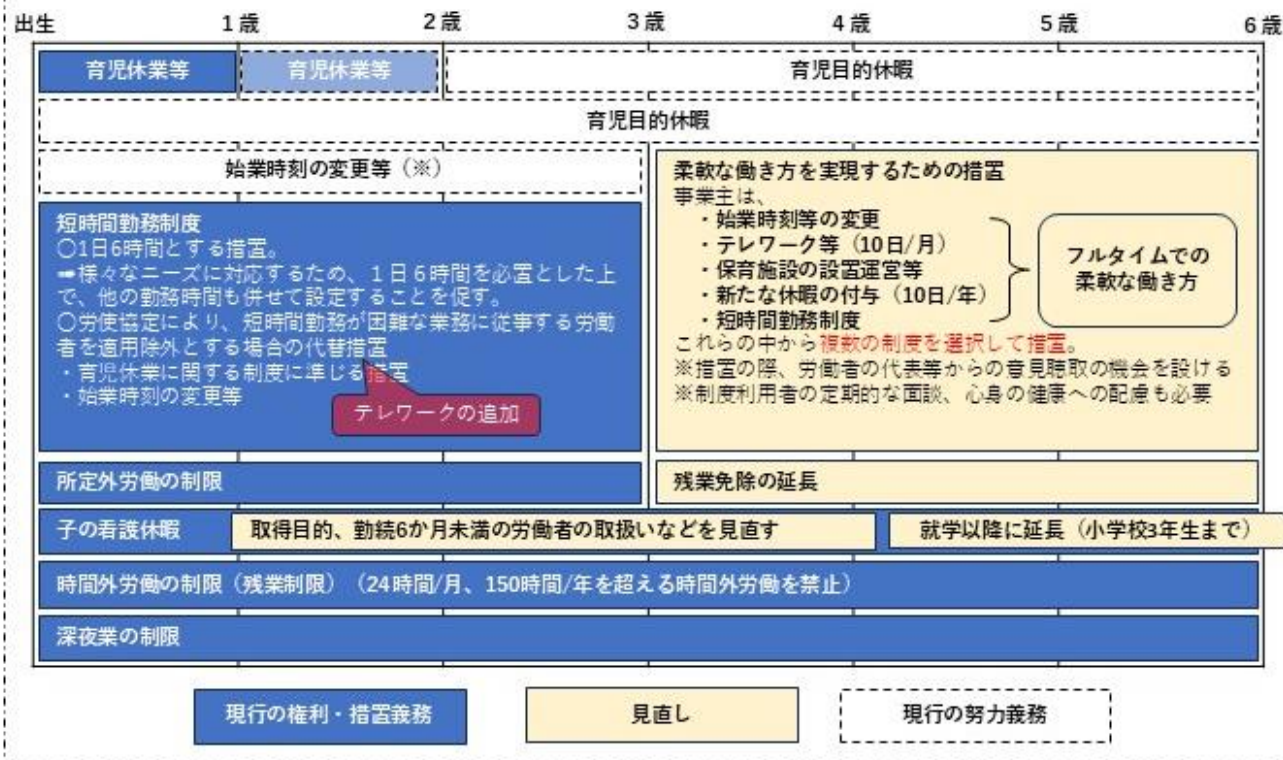 出生 1歳 2歳 3歳 4歳 5歳 6歳
育児休業等 育児休業等 育児目的休暇
育児目的休暇
始業時刻の変更等（※）
短時間勤務制度
○1日6時間とする措置。
➡様々なニーズに対応するため、１日６時間を必置とした上
で、他の勤務時間も併せて設定することを促す。
○労使協定により、短時間勤務が困難な業務に従事する労働
者を適用除外とする場合の代替措置
・育児休業に関する制度に準じる措置
・始業時刻の変更等
テレワークの追加
柔軟な働き方を実現するための措置
事業主は、
・始業時刻等の変更
・テレワーク等（10日/月）
・保育施設の設置運営等
・新たな休暇の付与（10日/年）
・短時間勤務制度
フルタイムでの
柔軟な働き方
これらの中から複数の制度を選択して措置。
※措置の際、労働者の代表等からの意見聴取の機会を設ける
※制度利用者の定期的な面談、心身の健康への配慮も必要
所定外労働の制限 残業免除の延長
子の看護休暇 取得目的、勤続6か月未満の労働者の取扱いなどを見直す 就学以降に延長（小学校3年生まで）
時間外労働の制限（残業制限）（24時間/月、150時間/年を超える時間外労働を禁止）
深夜業の制限
現行の権利・措置義務 見直し 現行の努力義務